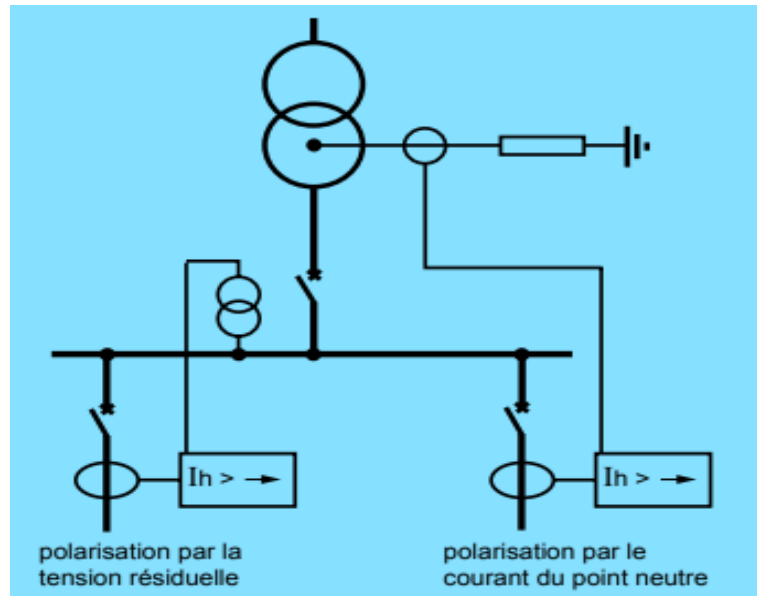 Ih > →
Ih > →
polarisation par la
tension résiduelle
polarisation par le
courant du point neutre